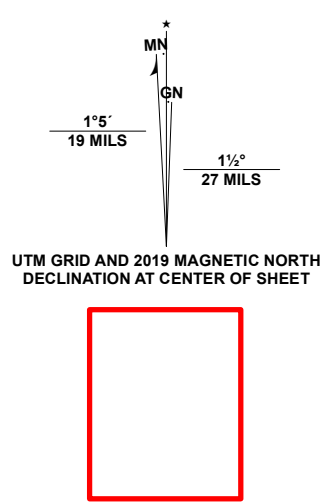 ★
MN
GN
1°5´
19 MILS
1½°
27 MILS
UTM GRID AND 2019 MAGNETIC NORTH
DECLINATION AT CENTER OF SHEET